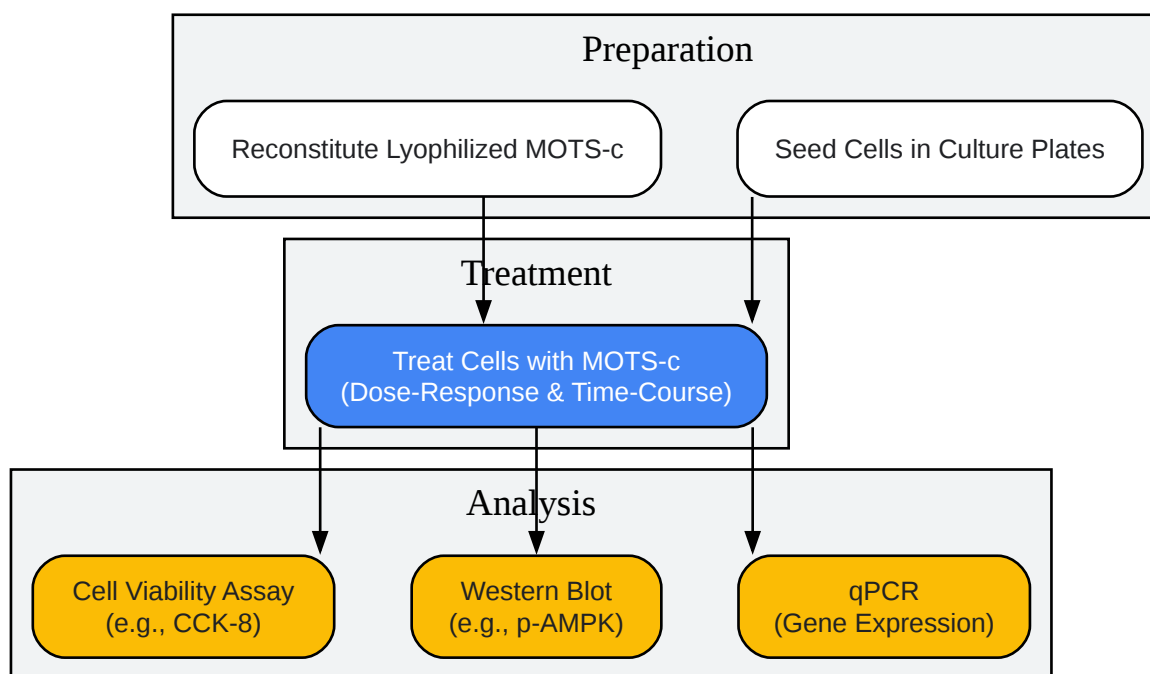 Preparation
Reconstitute Lyophilized MOTS-c
Seed Cells in Culture Plates
Treatment
Treat Cells with MOTS-c
(Dose-Response & Time-Course)
Analysis
Cell Viability Assay
(e.g., CCK-8)
Western Blot
(e.g., p-AMPK)
qPCR
(Gene Expression)